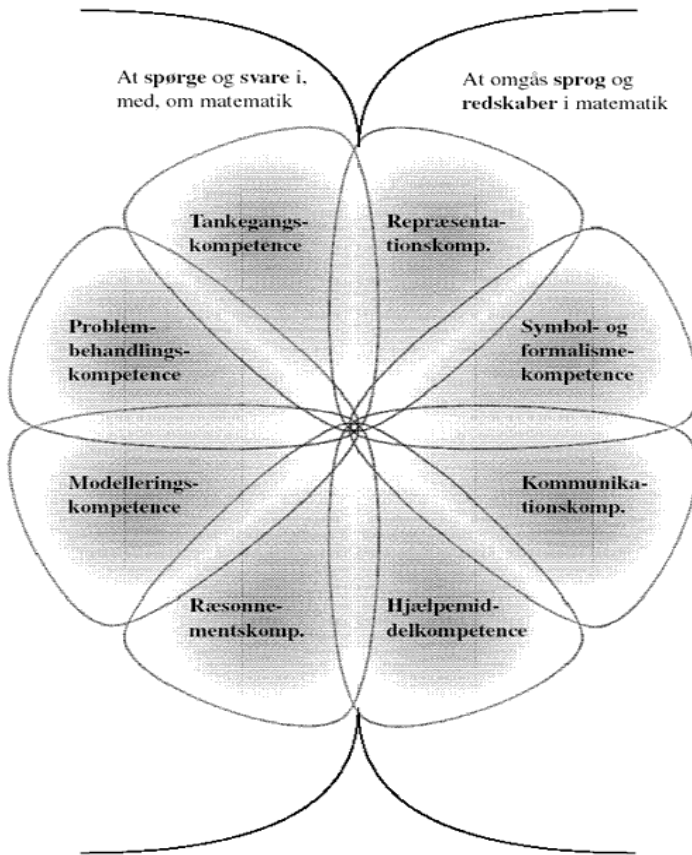 At spørge og svare i,
med, om matematik
At omgås sprog og
redskaber i matematik
Tankegangs-
kompetence
Repræsenta-
tionskomp.
Problem-
behandlings-
kompetence
Symbol- og
formalisme-
kompetence
Modellerings-
kompetence
Kommunika-
tionskomp.
Ræsonne-
mentskomp.
Hjælpemid-
delkompetence